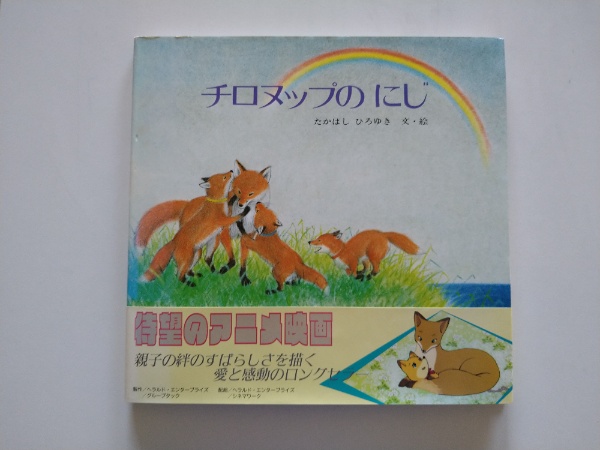 チロヌップの にじ
たかはし ひろゆき 文・絵
待望のアニメ映画
親子の絆のすばらしさを描く
愛と感動のロングセラー
製作/ヘラルド・エンタープライズ
/グループタック
配給/ヘラルド・エンタープライズ
/シネマワーク